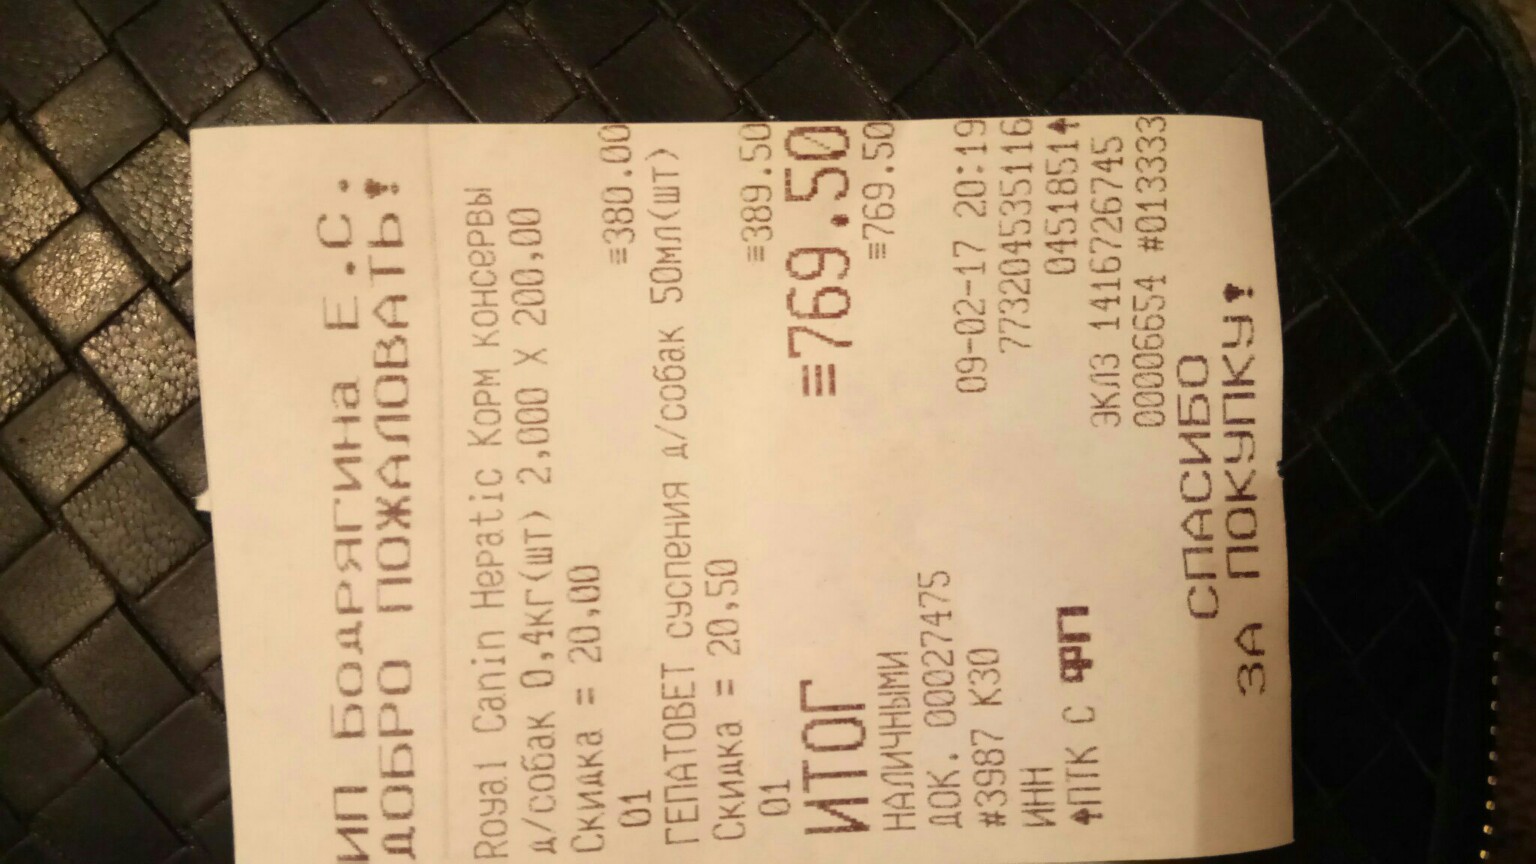 ИП БОДРЯГИНА Е.С.
ДОБРО ПОЖАЛОВАТЬ!
Royal Canin Hepatic Корм консервы
д/собак 0,4кг(шт) 2,000 X 200,00
Скидка = 20,00
01 ≡380.00
ГЕПАТОВЕТ суспения д/собак 50мл(шт)
Скидка = 20,50
01 ≡389.50
ИТОГ ≡769.50
НАЛИЧНЫМИ ≡769.50
ДОК. 00027475 09-02-17 20:19
#3987 К30
ИНН 773204535116
ПТК С ФП 0451851
ЭКЛЗ 1416726745
00006654 #013333
СПАСИБО
ЗА ПОКУПКУ!